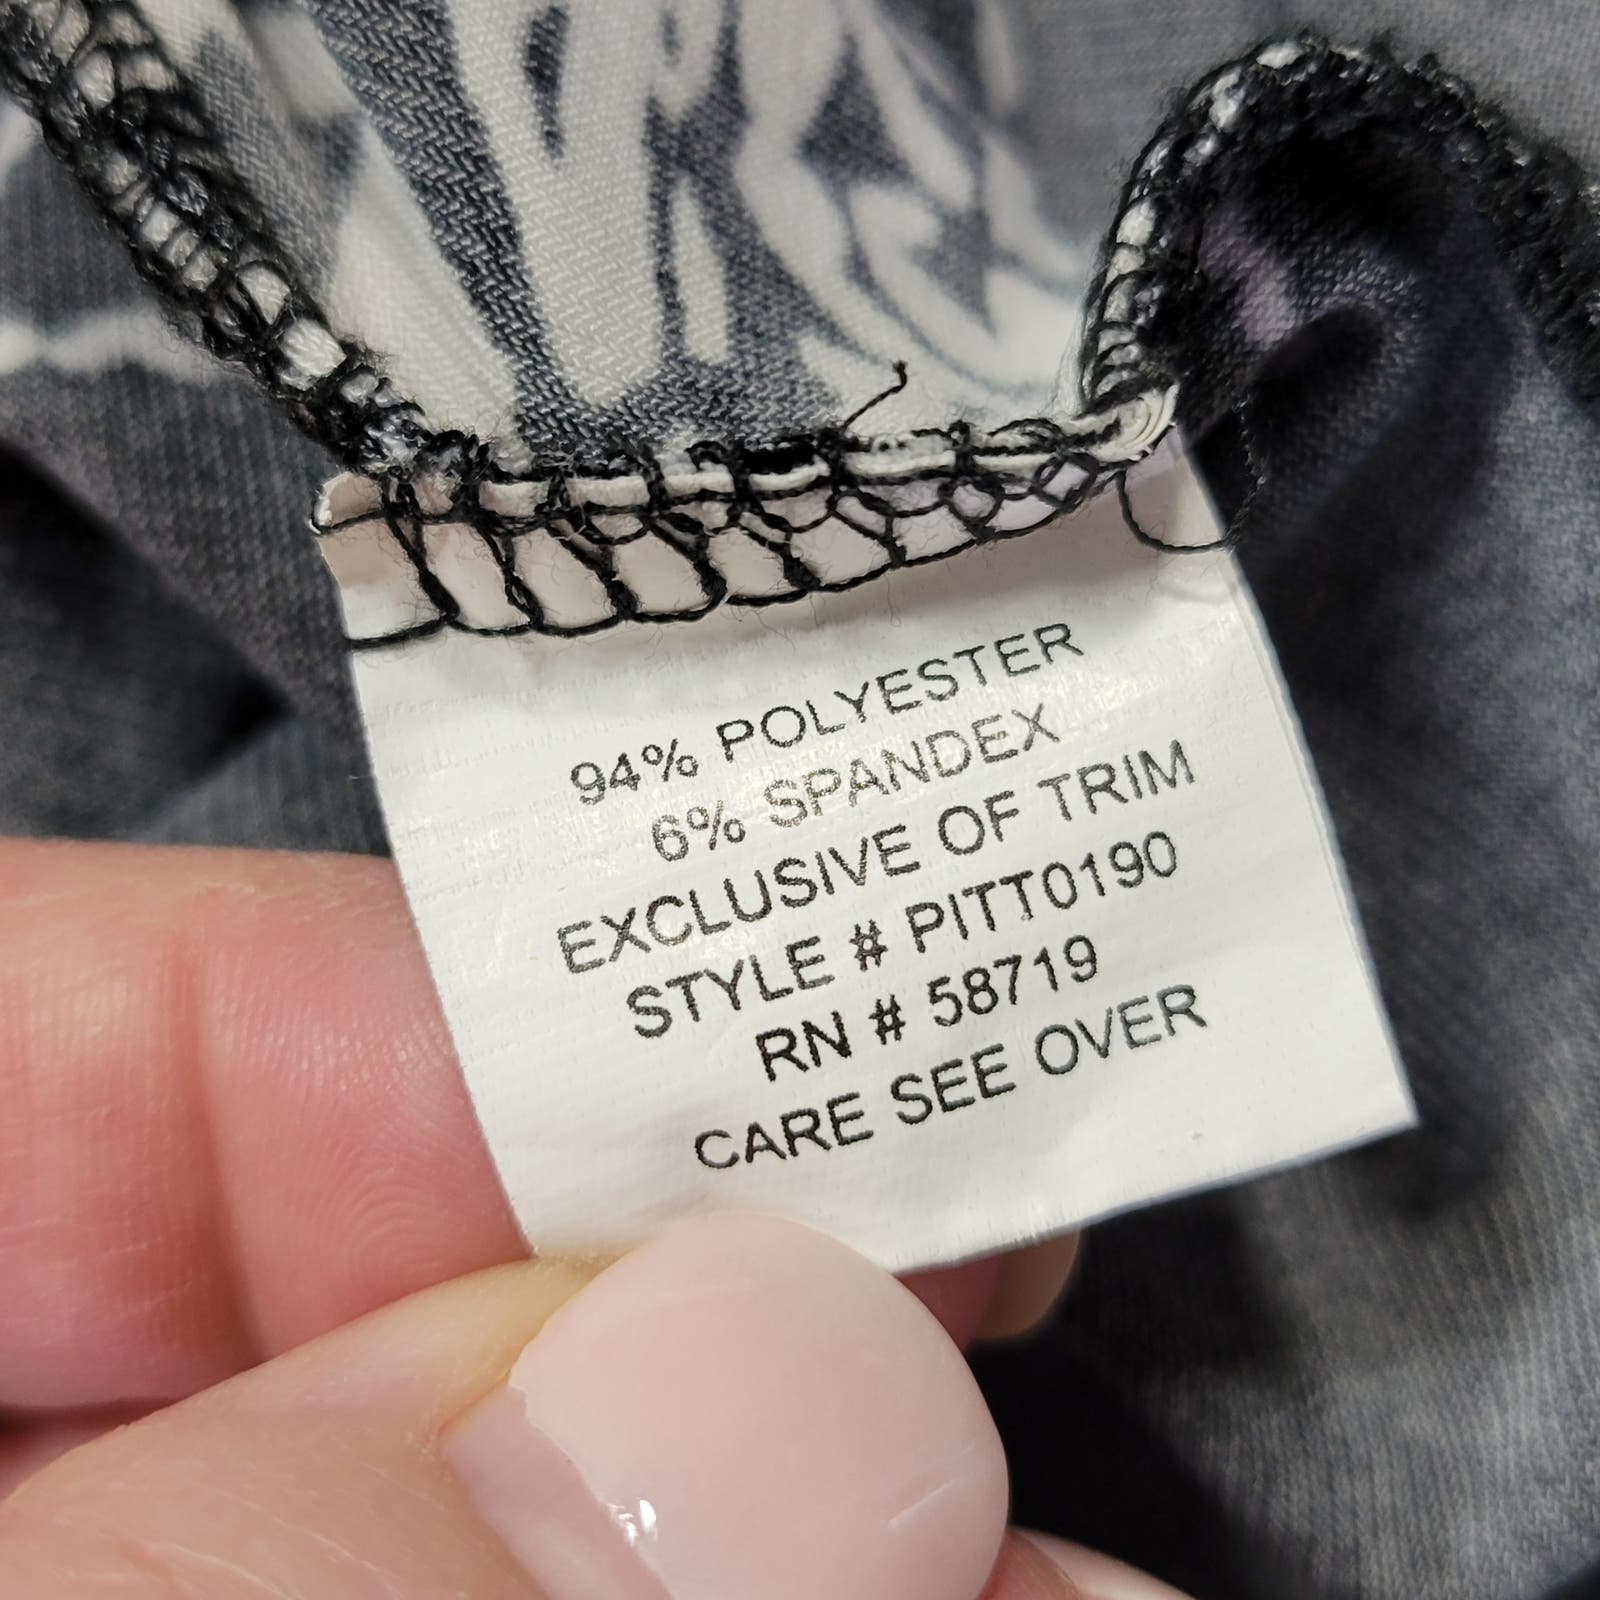 94% POLYESTER
6% SPANDEX
EXCLUSIVE OF TRIM
STYLE # PITT0190
RN # 58719
CARE SEE OVER